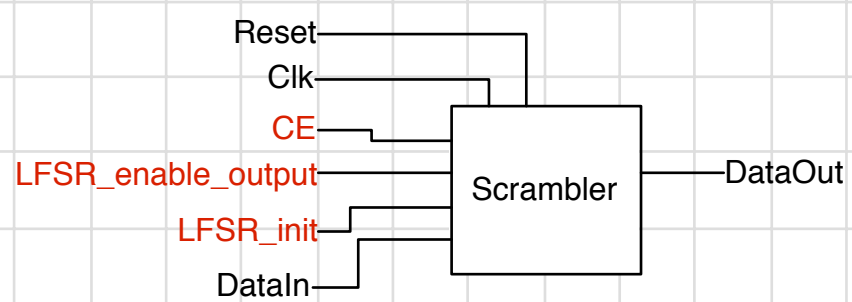 Reset
Clk
CE
LFSR_enable_output
DataOut
Scrambler
LFSR_init
DataIn